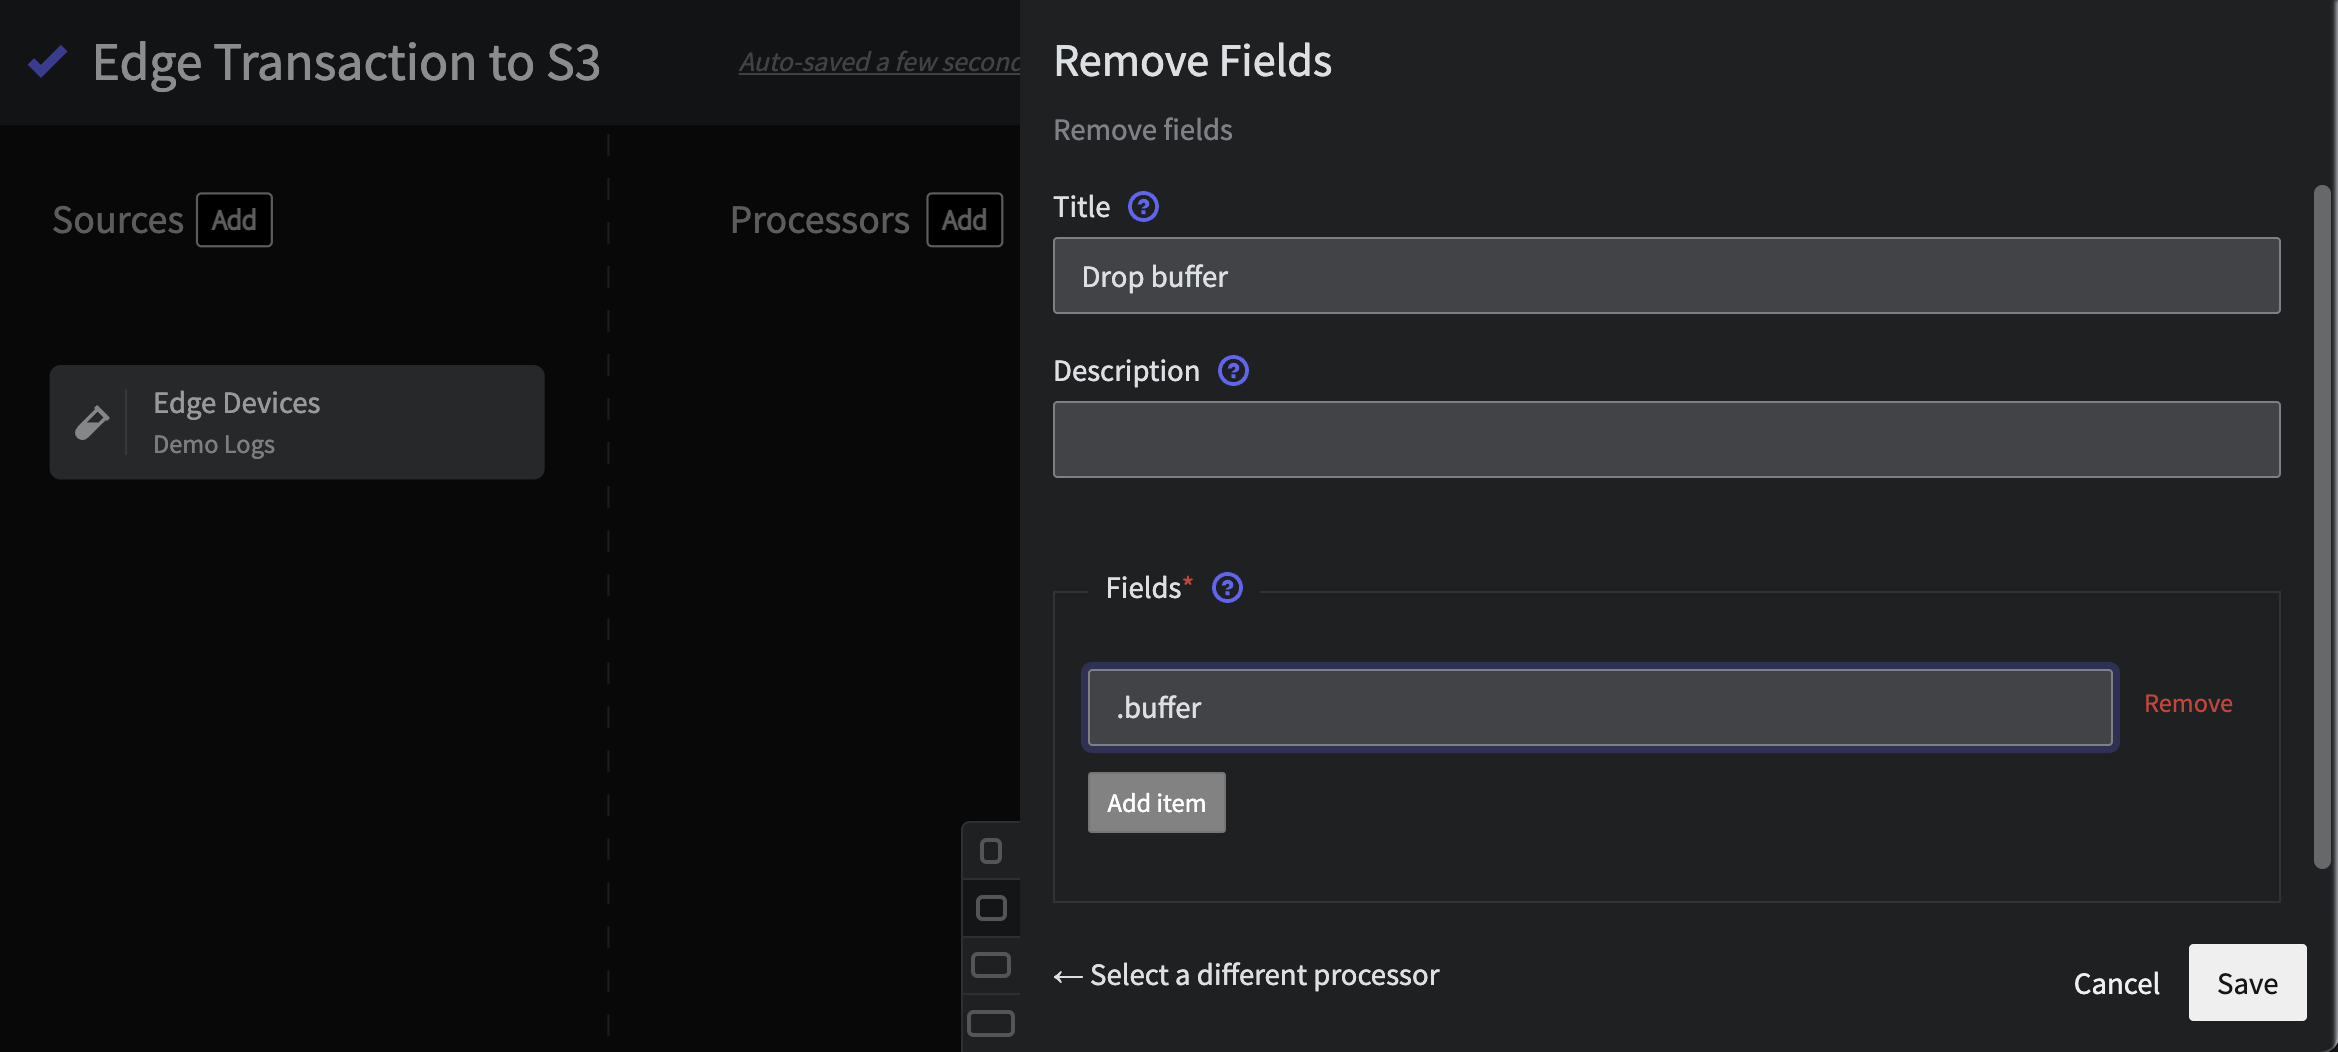 Edge Transaction to S3
Auto-saved a few second
Sources
Add
Processors
Add
Edge Devices
Demo Logs
Remove Fields
Remove fields
Title ?
Drop buffer
Description ?
Fields* ?
.buffer
Remove
Add item
← Select a different processor
Cancel
Save